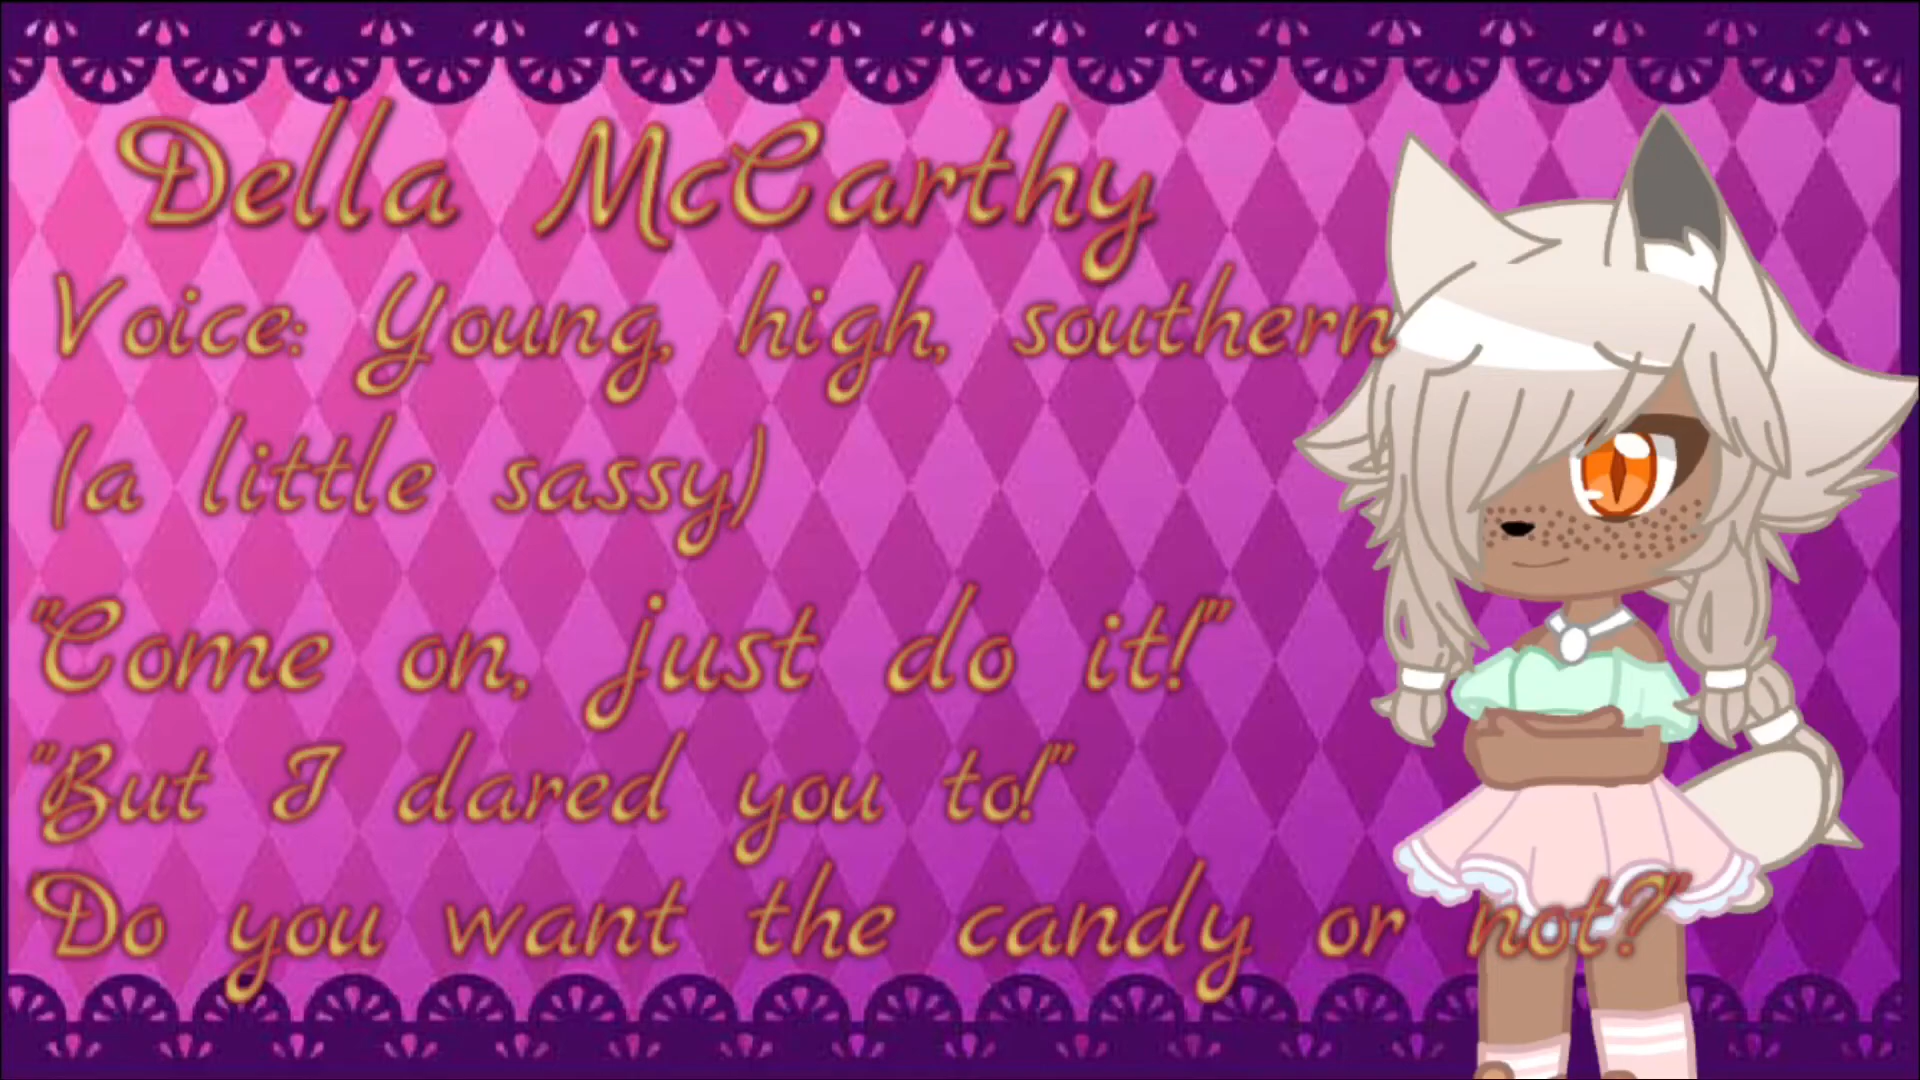 Della McCarthy
Voice: Young, high, southern
(a little sassy)
"Come on, just do it!"
"But I dared you to!"
Do you want the candy or not?"